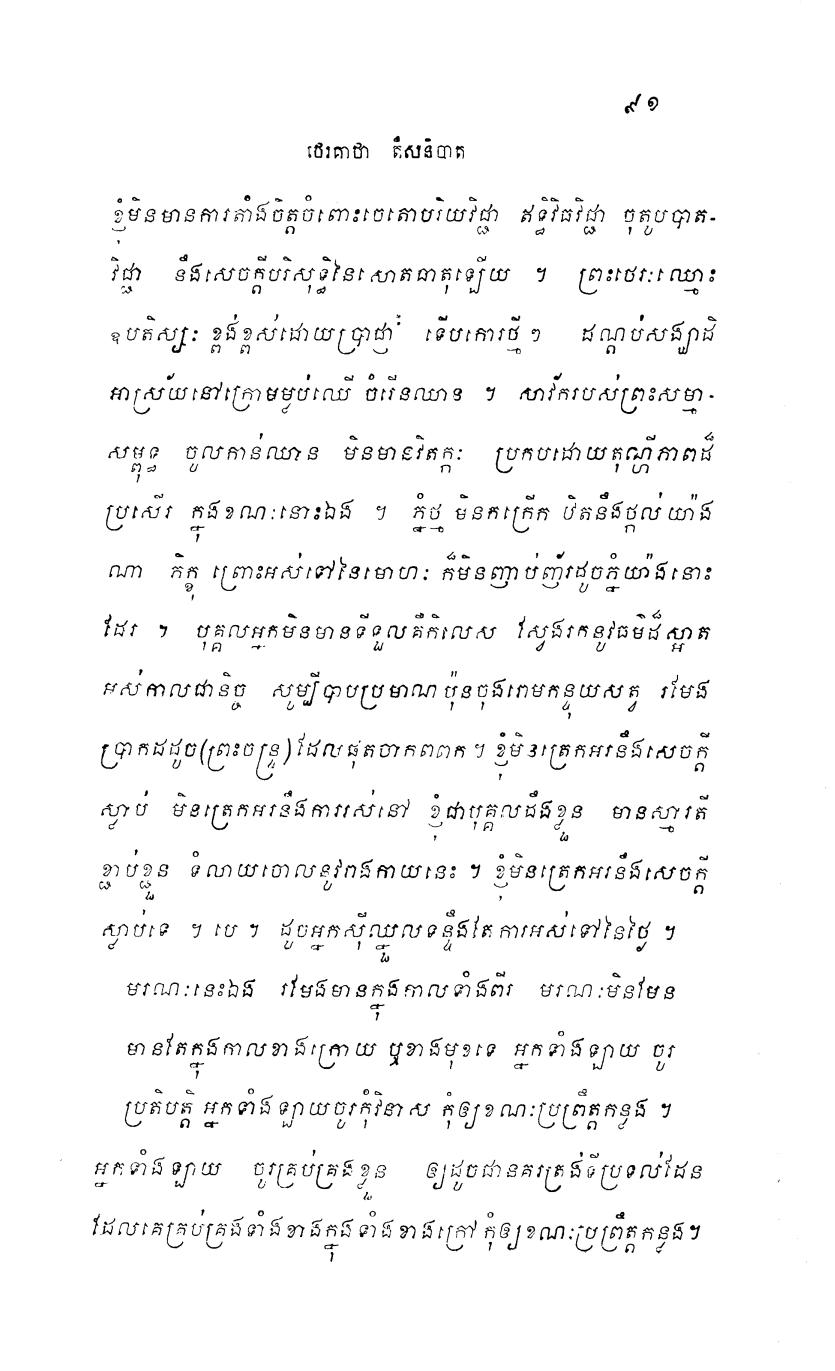 ៩១
ថេរគាថា តឹសនិបាត
ខ្ញុំមិនមានការតាំងចិត្តចំពោះចេតោបរិយវិជ្ជា ឥទ្ធិវិធវិជ្ជា ចុតូបបាត-
វិជ្ជា នឹងសេចក្តីបរិសុទ្ធិនៃសោតធាតុឡើយ ។ ព្រះថេរៈឈ្មោះ
ឧបតិស្សៈ ខ្ពង់ខ្ពស់ដោយប្រាជ្ញា ទើបកោរថ្មីៗ ដណ្តប់សង្ឃាដិ
អាស្រ័យនៅក្រោមម្លប់ឈើ ចំរើនឈាន ។ សាវ័ករបស់ព្រះសម្មា-
សម្ពុទ្ធ ចូលកាន់ឈាន មិនមានវិតក្កៈ ប្រកបដោយតុណ្ហីភាពដ៏
ប្រសើរ ក្នុងខណៈនោះឯង ។ ភ្នំថ្ម មិនកក្រើក ឋិតនឹងថ្កល់យ៉ាង
ណា ភិក្ខុ ព្រោះអស់ទៅនៃមោហៈ ក៏មិនញាប់ញ័រដូចភ្នំយ៉ាងនោះ
ដែរ ។ បុគ្គលអ្នកមិនមានទីទួលគឺកិលេស ស្វែងរកនូវធម៌ដ៏ស្អាត
អស់កាលជានិច្ច សូម្បីបាបប្រមាណប៉ុនចុងរោមកន្ទុយសត្វ រមែង
ប្រាកដដូច(ព្រះចន្ទ្រ)ដែលផុតចាកពពក ។ ខ្ញុំមិនត្រេកអរនឹងសេចក្តី
ស្លាប់ មិនត្រេកអរនឹងការរស់នៅ ខ្ញុំជាបុគ្គលដឹងខ្លួន មានស្មារតី
ខ្ជាប់ខ្ជួន ទំលាយចោលនូវរាងកាយនេះ ។ ខ្ញុំមិនត្រេកអរនឹងសេចក្តី
ស្លាប់ទេ ។ បេ ។ ដូចអ្នកស៊ីឈ្នួលទន្ទឹងតែការអស់ទៅនៃថ្ងៃ ។
មរណៈនេះឯង រមែងមានក្នុងកាលទាំងពីរ មរណៈមិនមែន
មានតែក្នុងកាលខាងក្រោយ ឬខាងមុខទេ អ្នកទាំងឡាយ ចូរ
ប្រតិបត្តិ អ្នកទាំងឡាយចូរកុំវិនាស កុំឲ្យខណៈប្រព្រឹត្តកន្លង ។
អ្នកទាំងឡាយ ចូរគ្រប់គ្រងខ្លួន ឲ្យដូចជានគរត្រង់ទីប្រទល់ដែន
ដែលគេគ្រប់គ្រងទាំងខាងក្នុងទាំងខាងក្រៅ កុំឲ្យខណៈប្រព្រឹត្តកន្លង។